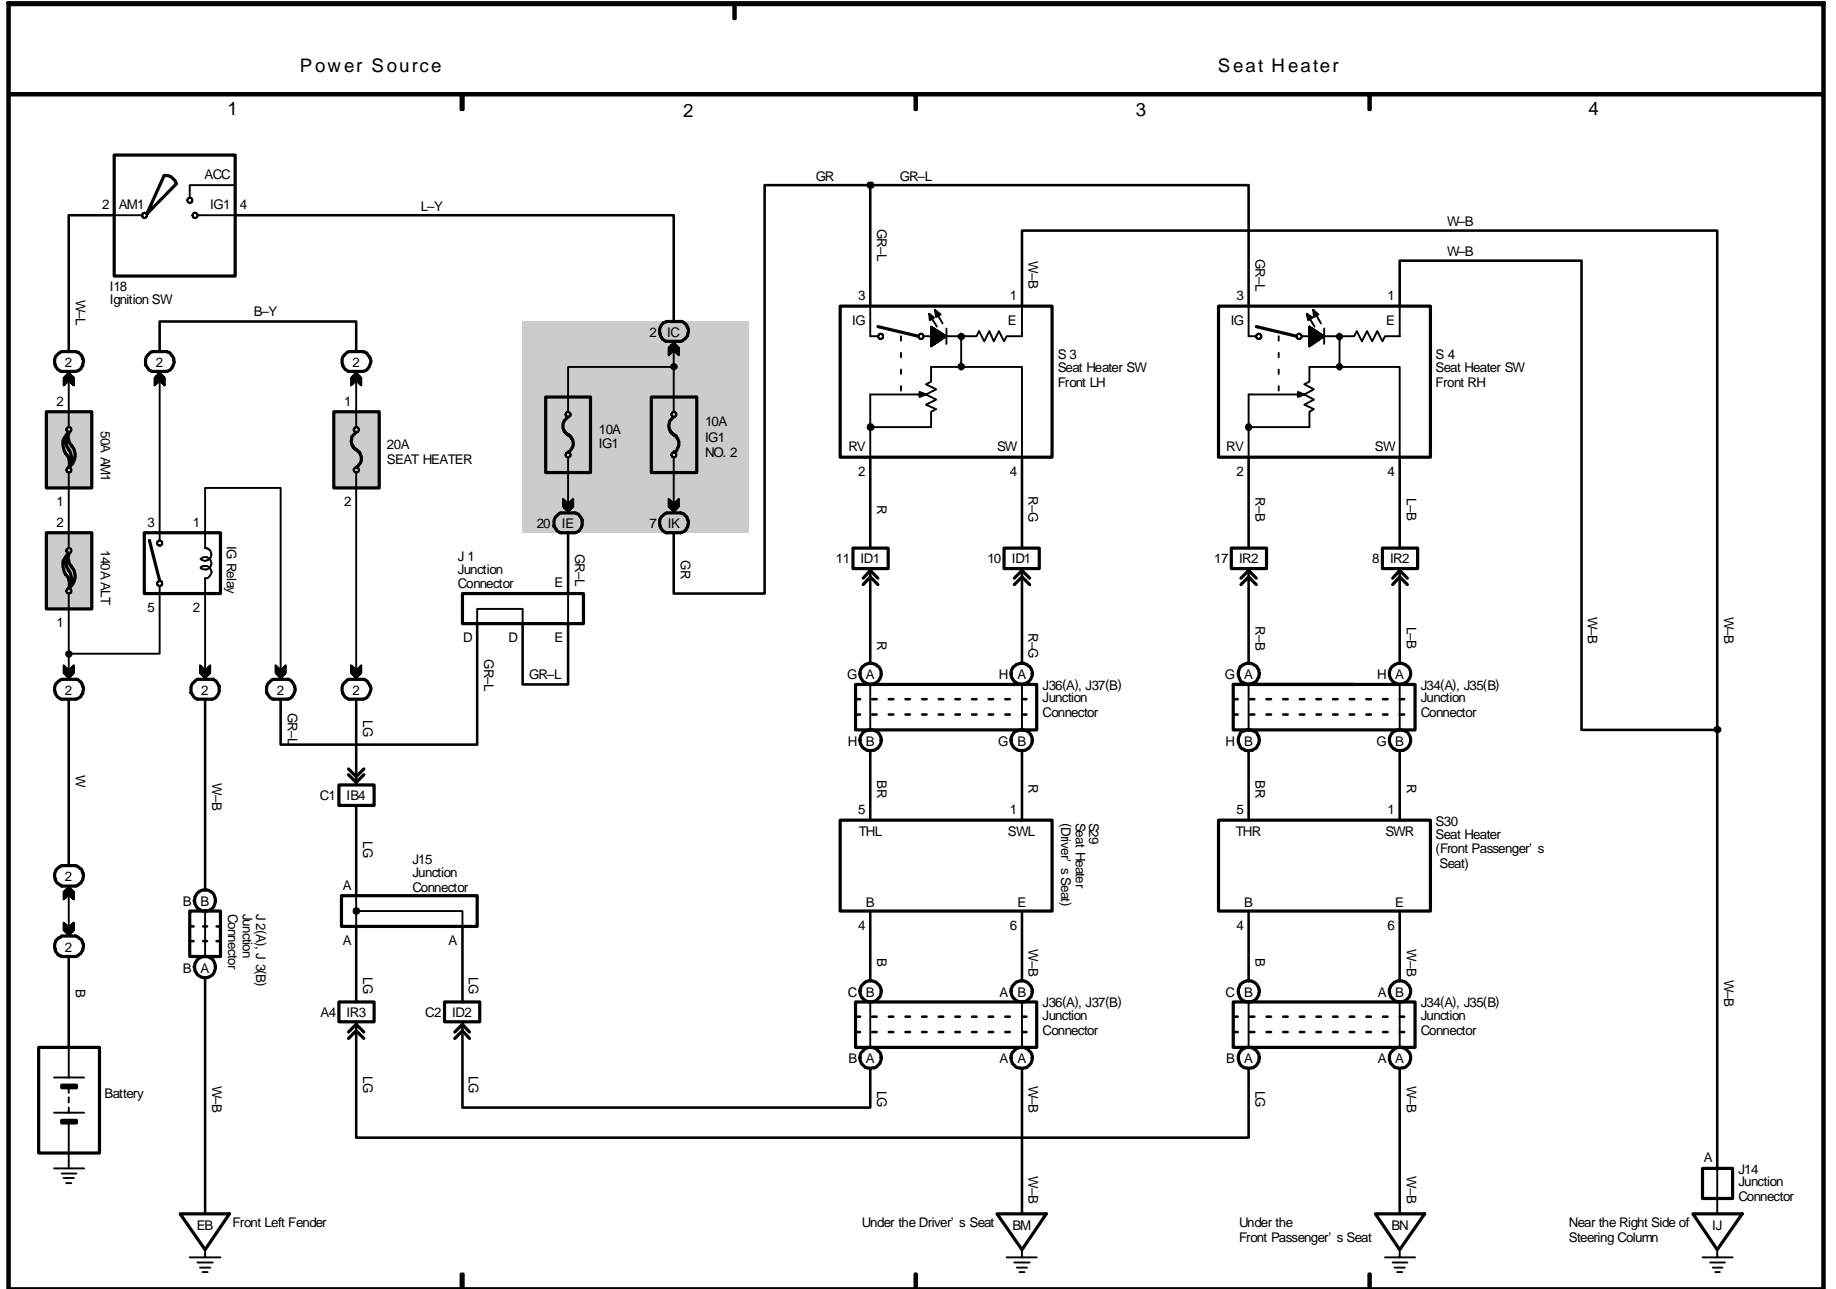 Power Source
Seat Heater
1
2
3
4
ACC
2
AM1
IG1
4
I18
Ignition SW
L–Y
GR
GR–L
W–B
W–B
W–L
B–Y
GR–L
W–B
GR–L
2
2
2
2
IC
3
1
IG
E
S 3
Seat Heater SW
Front LH
RV
SW
2
4
3
1
IG
E
S 4
Seat Heater SW
Front RH
RV
SW
2
4
2
50A AM1
1
1
20A
SEAT HEATER
2
10A
IG1
10A
IG1
NO. 2
20
IE
7
IK
2
140A ALT
1
3
1
IG Relay
5
2
J 1
Junction
Connector
E
GR–L
GR
D
D
E
GR–L
GR–L
R
R–G
R–B
L–B
11
ID1
10
ID1
17
IR2
8
IR2
R
R–G
R–B
L–B
W–B
W–B
2
2
2
2
GR–L
LG
G
A
H
A
J36(A), J37(B)
Junction
Connector
H
B
G
B
G
A
H
A
J34(A), J35(B)
Junction
Connector
H
B
G
B
W
W–B
C1
IB4
LG
BR
R
BR
R
5
1
THL
SWL
S29
Seat Heater
(Driver's Seat)
B
E
4
6
5
1
THR
SWR
S30
Seat Heater
(Front Passenger's
Seat)
B
E
4
6
J15
Junction
Connector
A
A
A
2
2
B
B
J 2(A), J 3(B)
Junction
Connector
B
A
B
LG
LG
A4
IR3
C2
ID2
B
W–B
B
W–B
W–B
C
B
A
B
J36(A), J37(B)
Junction
Connector
B
A
A
A
C
B
A
B
J34(A), J35(B)
Junction
Connector
B
A
A
A
Battery
W–B
LG
LG
LG
W–B
LG
W–B
W–B
W–B
A
J14
Junction
Connector
EB
Front Left Fender
Under the Driver's Seat
BM
Under the
Front Passenger's Seat
BN
Near the Right Side of
Steering Column
IJ